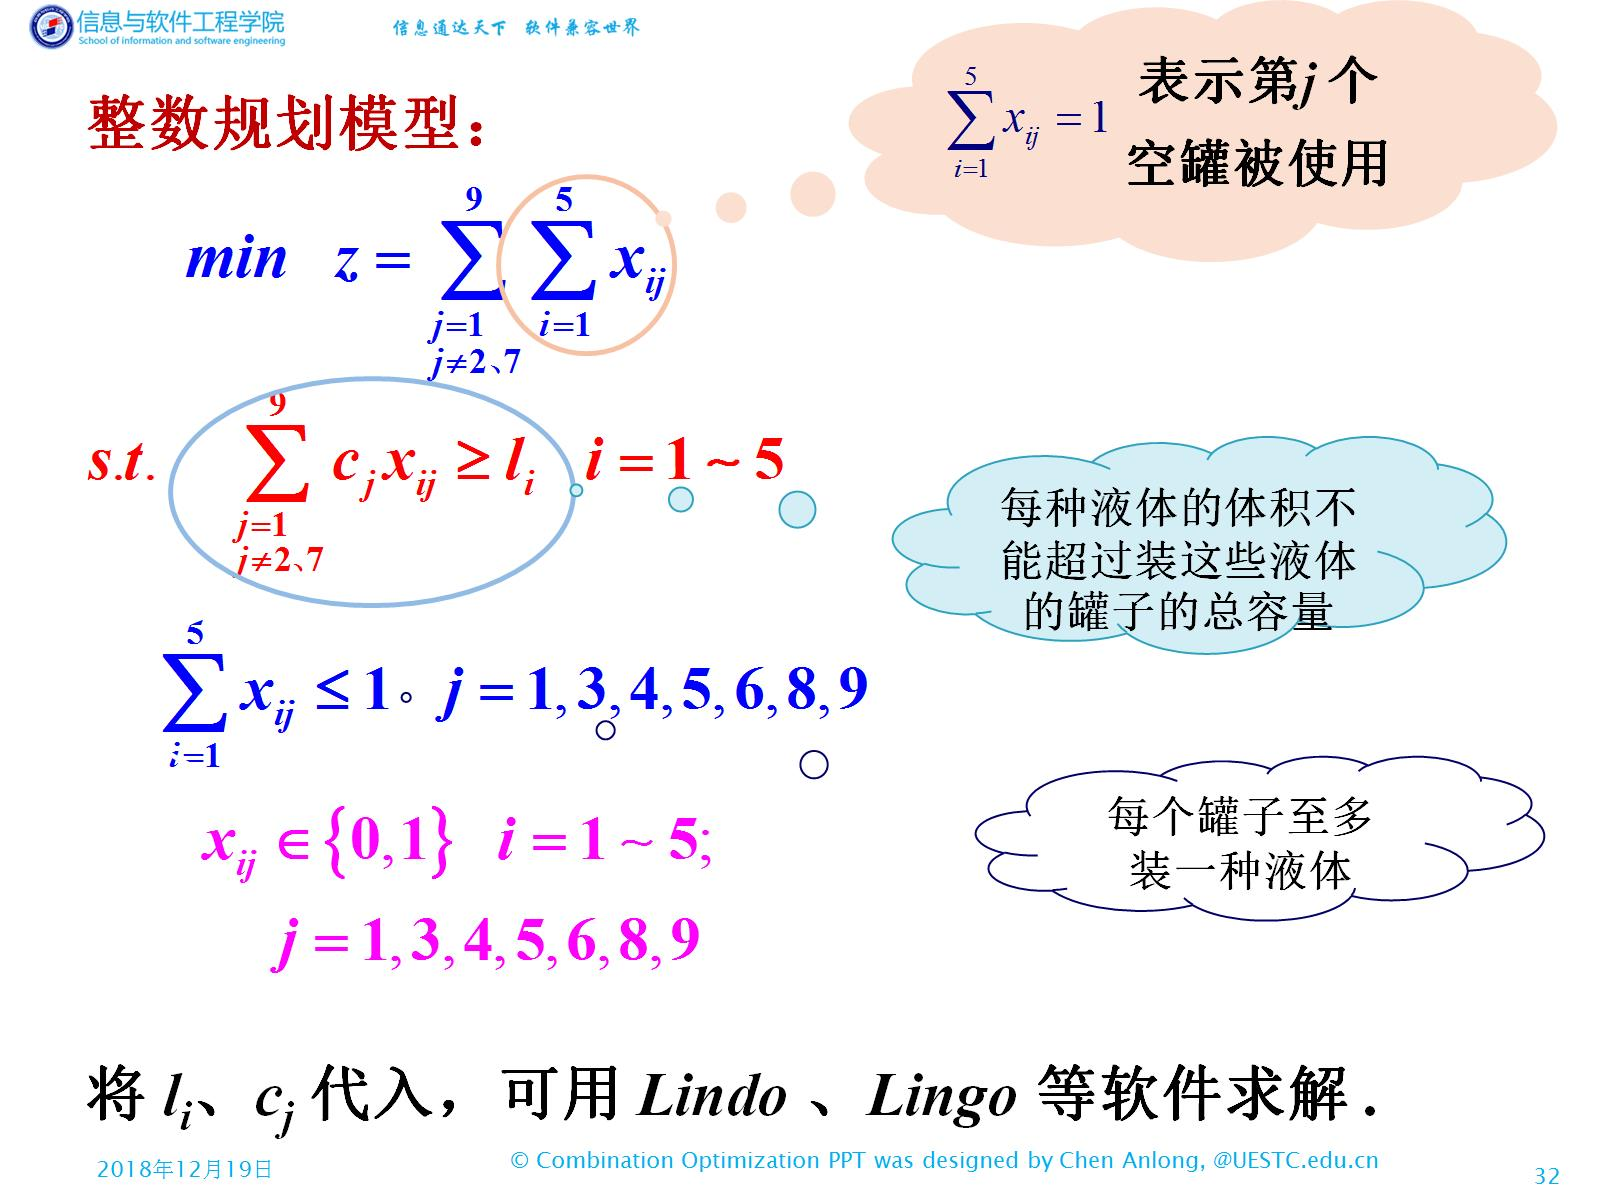 信息与软件工程学院
School of information and software engineering
信息通达天下 软件兼容世界
整数规划模型：
5
∑ x_ij = 1
i=1
表示第j个
空罐被使用
9 5
min z = ∑ ∑ x_ij
j=1 i=1
j≠2、7
9
s.t. ∑ c_j x_ij ≥ l_i i = 1 ~ 5
j=1
j≠2、7
每种液体的体积不
能超过装这些液体
的罐子的总容量
5
∑ x_ij ≤ 1 j = 1, 3, 4, 5, 6, 8, 9
i=1
每个罐子至多
装一种液体
x_ij ∈ {0,1} i = 1 ~ 5;
j = 1, 3, 4, 5, 6, 8, 9
将 l_i、c_j 代入，可用 Lindo 、Lingo 等软件求解 .
2018年12月19日
© Combination Optimization PPT was designed by Chen Anlong, @UESTC.edu.cn
32